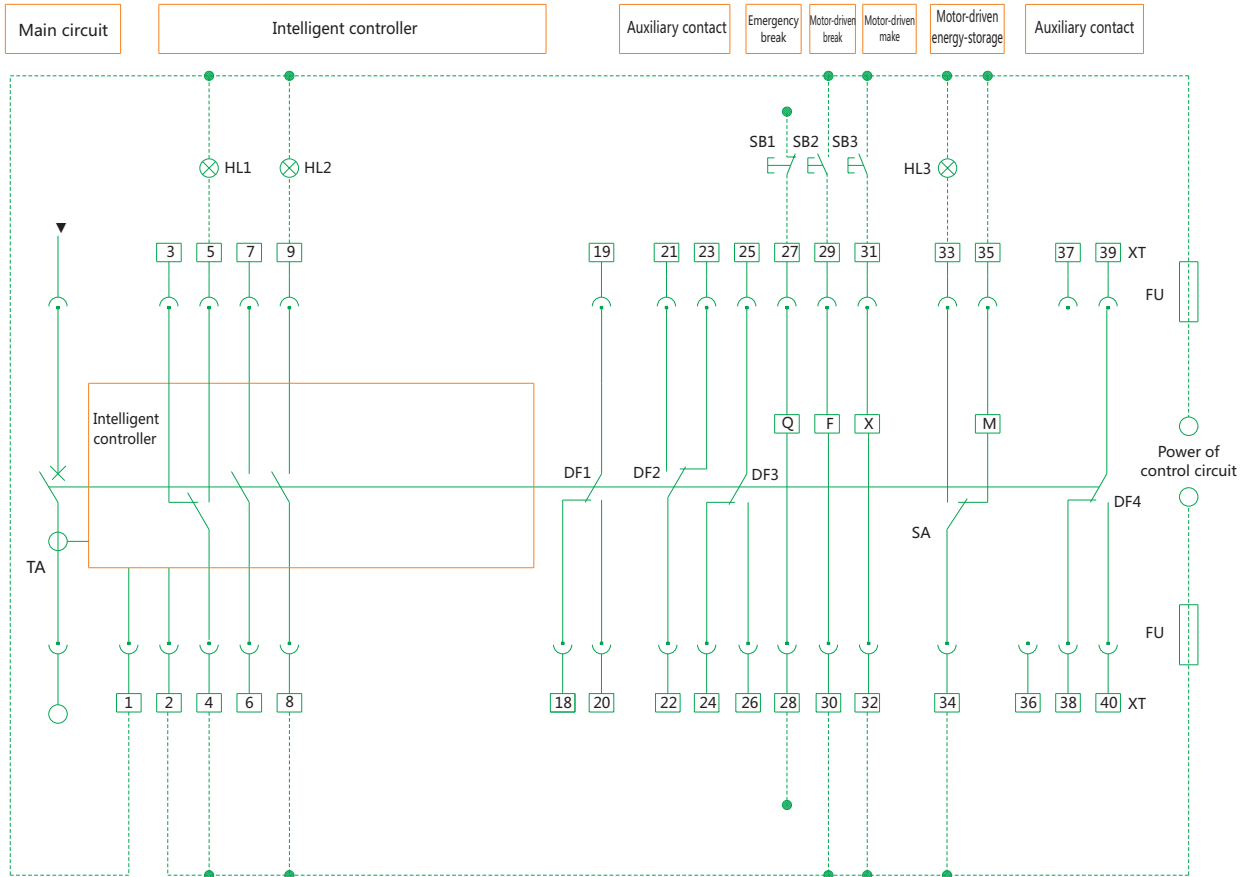 Main circuit
Intelligent controller
Auxiliary contact
Emergency
break
Motor-driven
break
Motor-driven
make
Motor-driven
energy-storage
Auxiliary contact
SB1 SB2 SB3
HL1 HL2 HL3
3 5 7 9 19 21 23 25 27 29 31 33 35 37 39 XT
FU
Intelligent
controller
Q F X M
Power of
control circuit
DF1 DF2 DF3 DF4
SA
TA
FU
1 2 4 6 8 18 20 22 24 26 28 30 32 34 36 38 40 XT